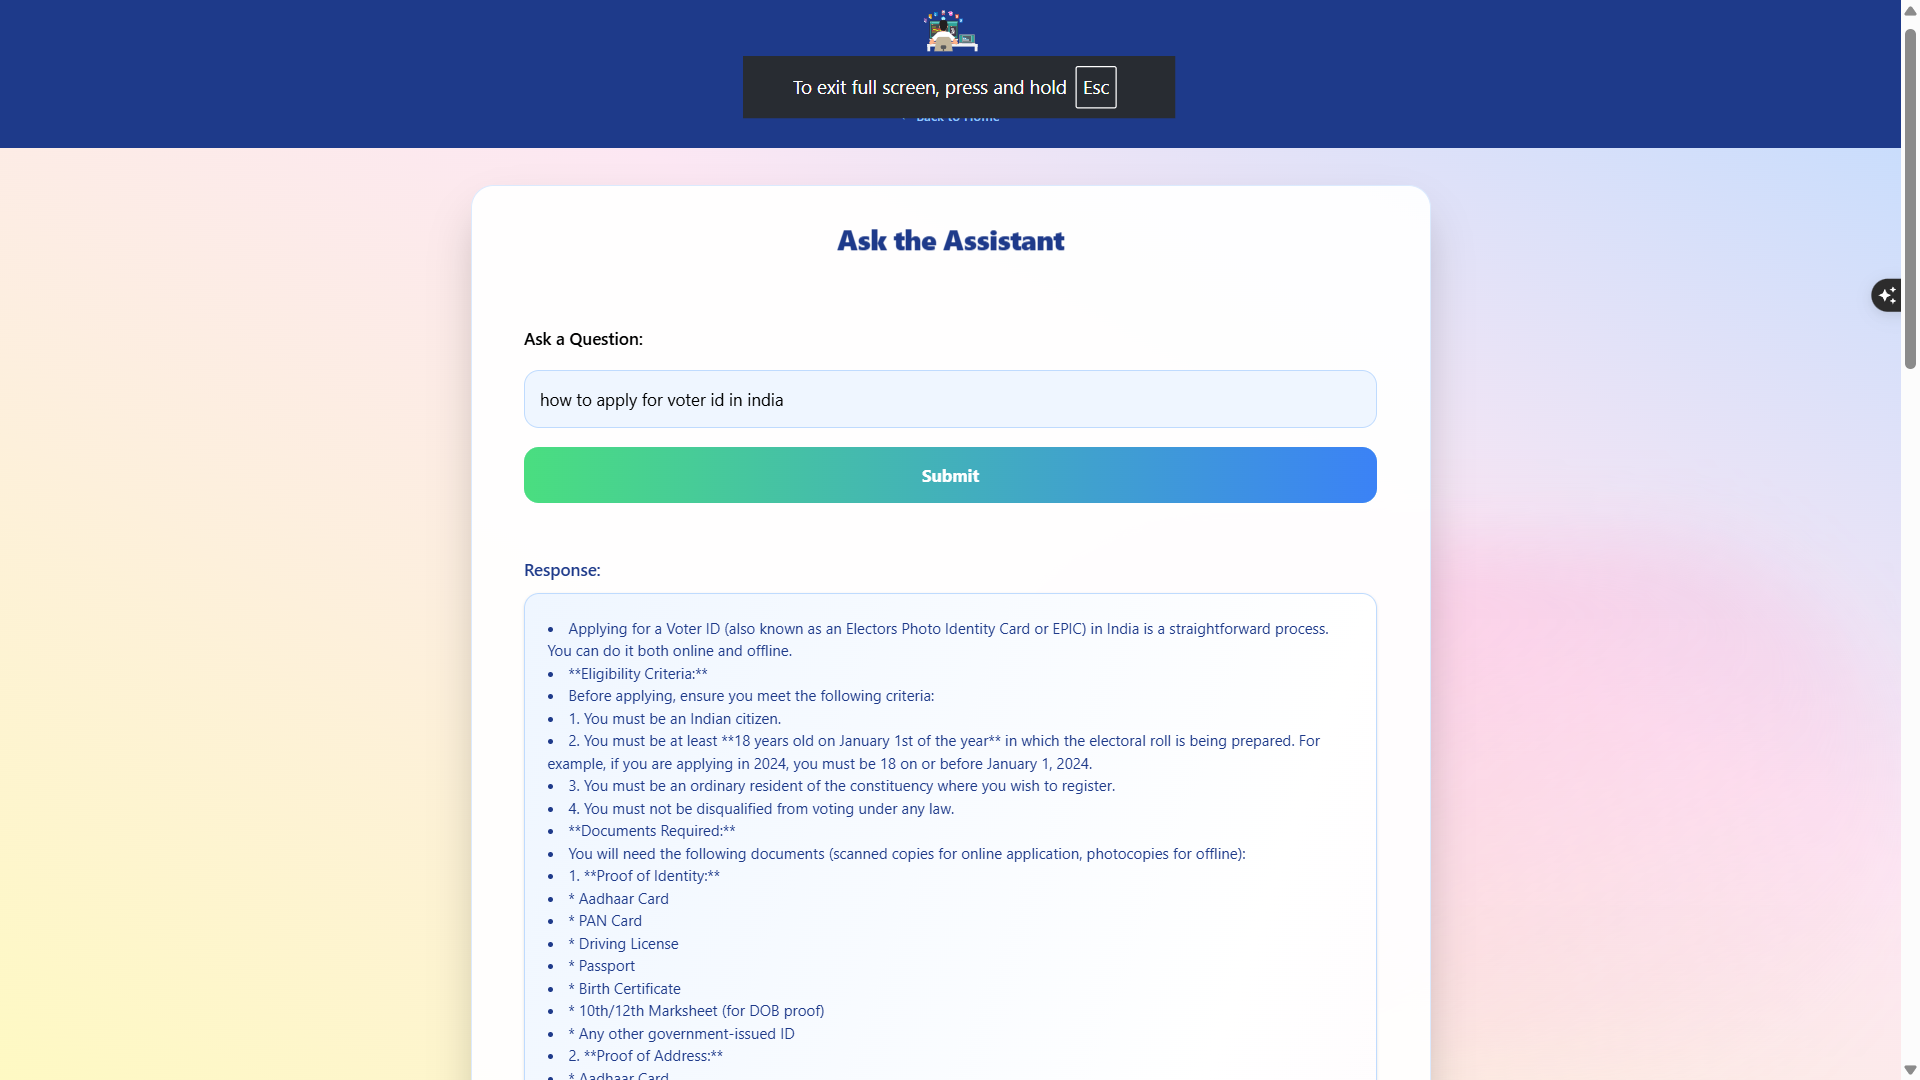 To exit full screen, press and hold Esc
Back to Home
Ask the Assistant
Ask a Question:
how to apply for voter id in india
Submit
Response:
• Applying for a Voter ID (also known as an Electors Photo Identity Card or EPIC) in India is a straightforward process.
You can do it both online and offline.
• **Eligibility Criteria:**
• Before applying, ensure you meet the following criteria:
• 1. You must be an Indian citizen.
• 2. You must be at least **18 years old on January 1st of the year** in which the electoral roll is being prepared. For
example, if you are applying in 2024, you must be 18 on or before January 1, 2024.
• 3. You must be an ordinary resident of the constituency where you wish to register.
• 4. You must not be disqualified from voting under any law.
• **Documents Required:**
• You will need the following documents (scanned copies for online application, photocopies for offline):
• 1. **Proof of Identity:**
• * Aadhaar Card
• * PAN Card
• * Driving License
• * Passport
• * Birth Certificate
• * 10th/12th Marksheet (for DOB proof)
• * Any other government-issued ID
• 2. **Proof of Address:**
• * Aadhaar Card